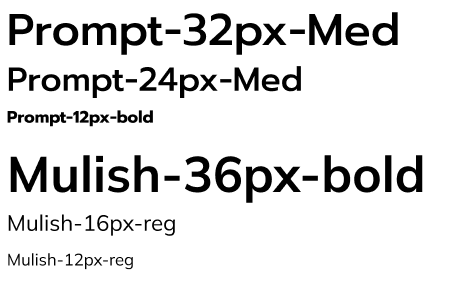 Prompt-32px-Med
Prompt-24px-Med
Prompt-12px-bold
Mulish-36px-bold
Mulish-16px-reg
Mulish-12px-reg